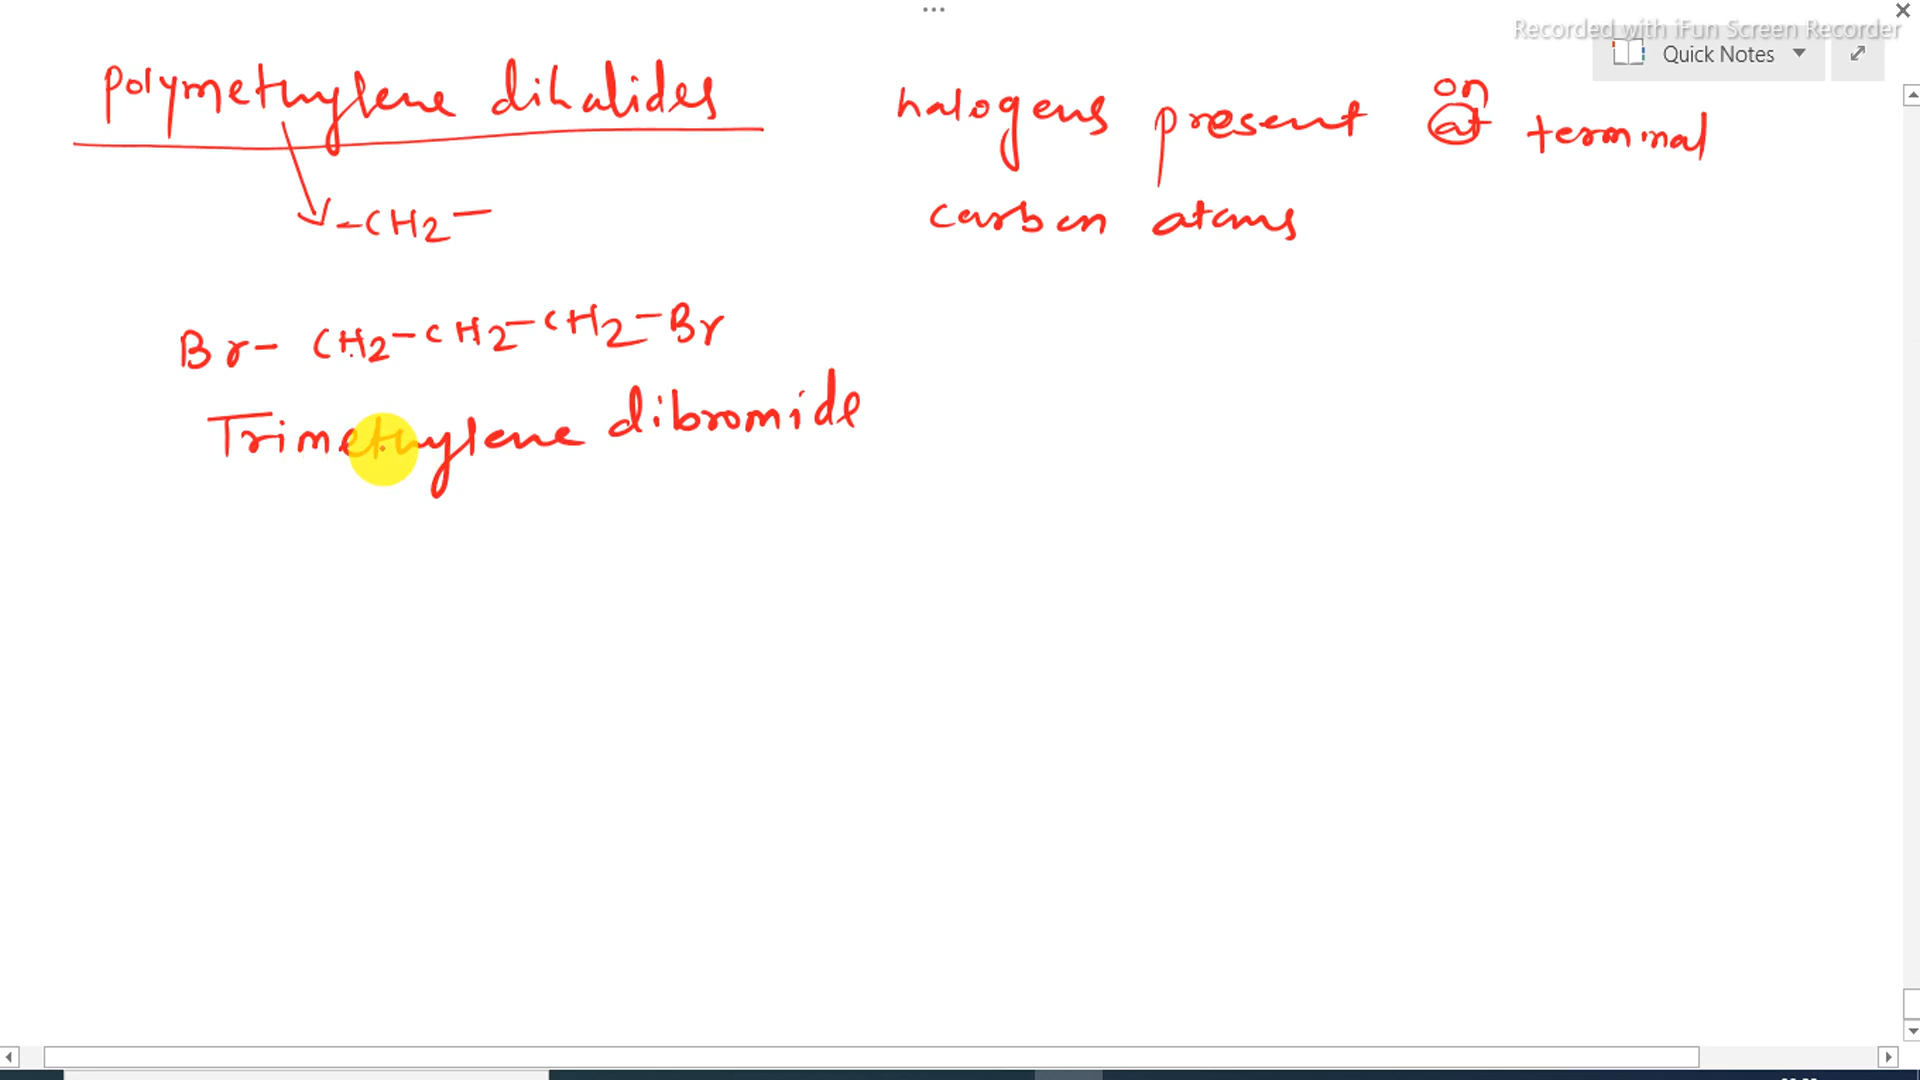 Recorded with iFun Screen Recorder
Quick Notes
polymethylene dihalides
-CH2-
halogens present on at terminal
carbon atoms
Br-CH2-CH2-CH2-Br
Trimethylene dibromide